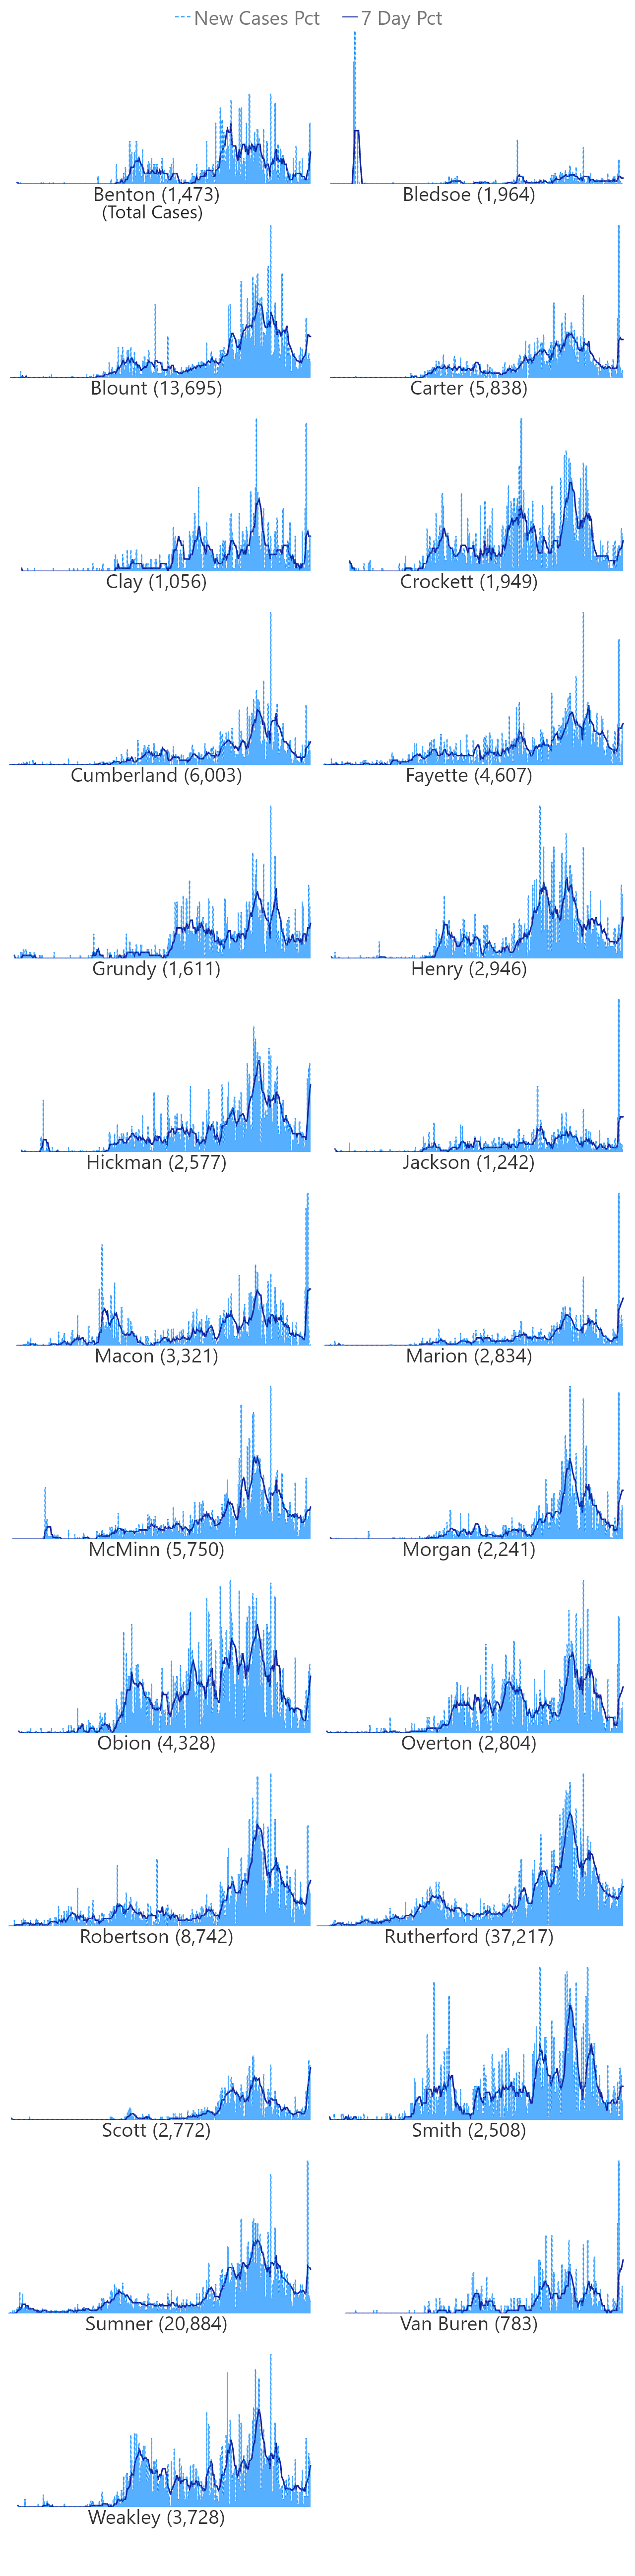 New Cases Pct 7 Day Pct
Benton (1,473) Bledsoe (1,964)
(Total Cases)
Blount (13,695) Carter (5,838)
Clay (1,056) Crockett (1,949)
Cumberland (6,003) Fayette (4,607)
Grundy (1,611) Henry (2,946)
Hickman (2,577) Jackson (1,242)
Macon (3,321) Marion (2,834)
McMinn (5,750) Morgan (2,241)
Obion (4,328) Overton (2,804)
Robertson (8,742) Rutherford (37,217)
Scott (2,772) Smith (2,508)
Sumner (20,884) Van Buren (783)
Weakley (3,728)